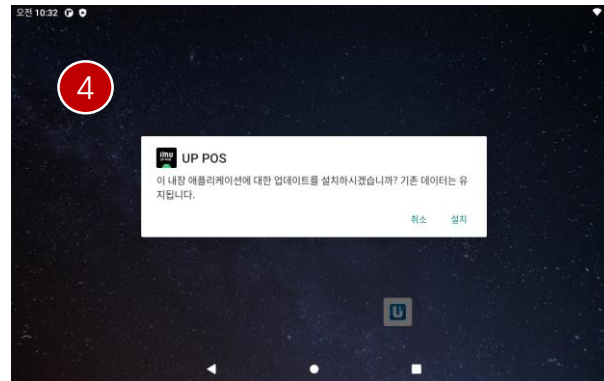 오전 10:32
4
imu
UP POS
이 내장 애플리케이션에 대한 업데이트를 설치하시겠습니까? 기존 데이터는 유
지됩니다.
취소 설치